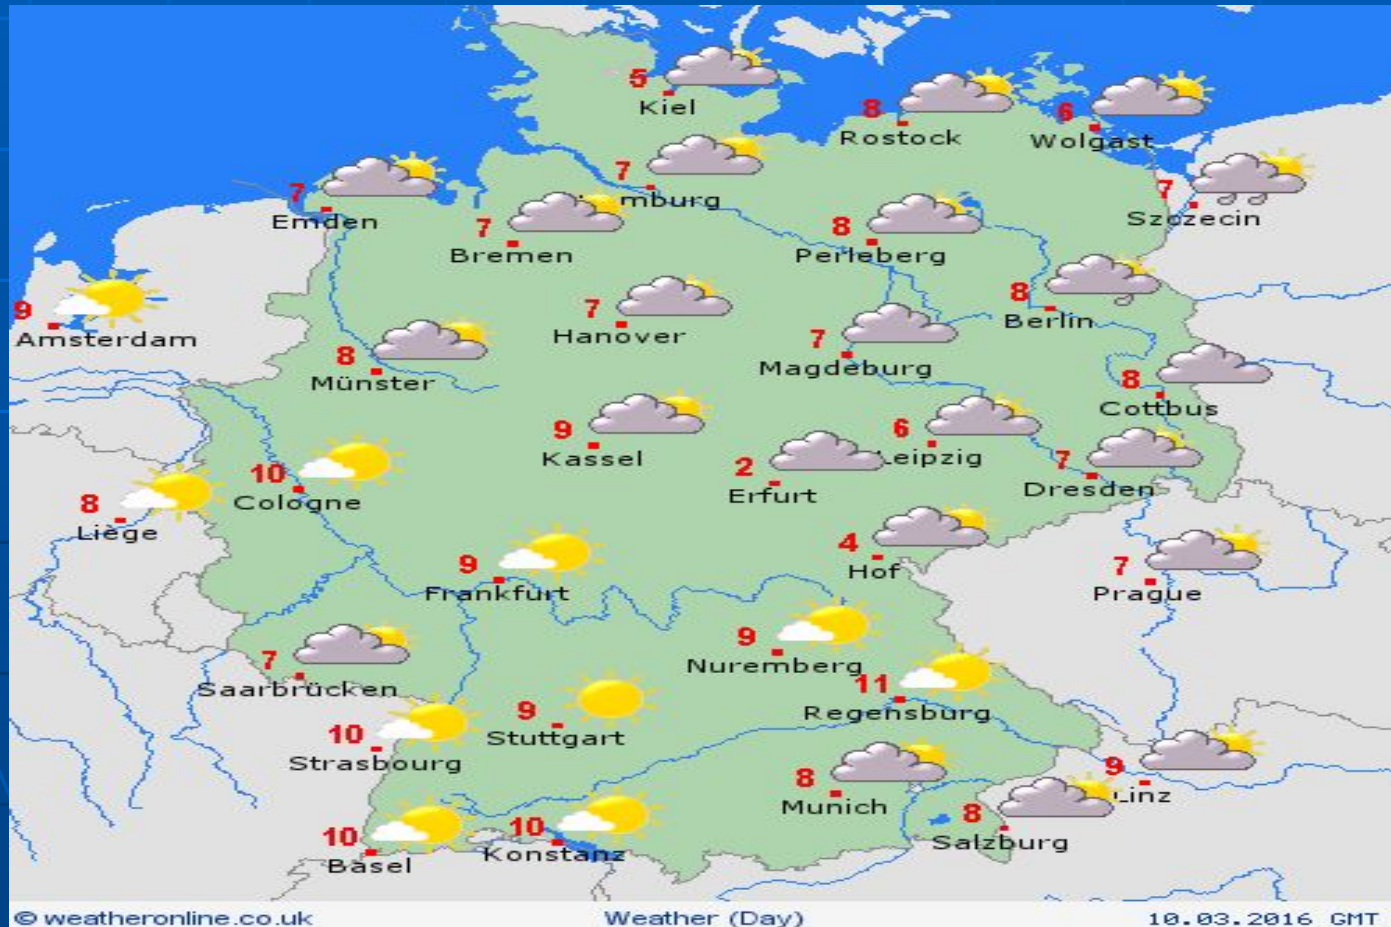 5
Kiel
8
Rostock
6
Wolgast
7
mburg
7
Emden
7
Szczecin
7
Bremen
8
Perleberg
9
Amsterdam
7
Hanover
8
Berlin
8
Münster
7
Magdeburg
8
Cottbus
9
Kassel
6
Leipzig
10
Cologne
2
Erfurt
7
Dresden
8
Liège
9
Frankfurt
4
Hof
7
Prague
7
Saarbrücken
9
Nuremberg
11
Regensburg
10
Strasbourg
9
Stuttgart
8
Munich
9
Linz
10
Basel
10
Konstanz
8
Salzburg
© weatheronline.co.uk
Weather (Day)
10.03.2016 GMT